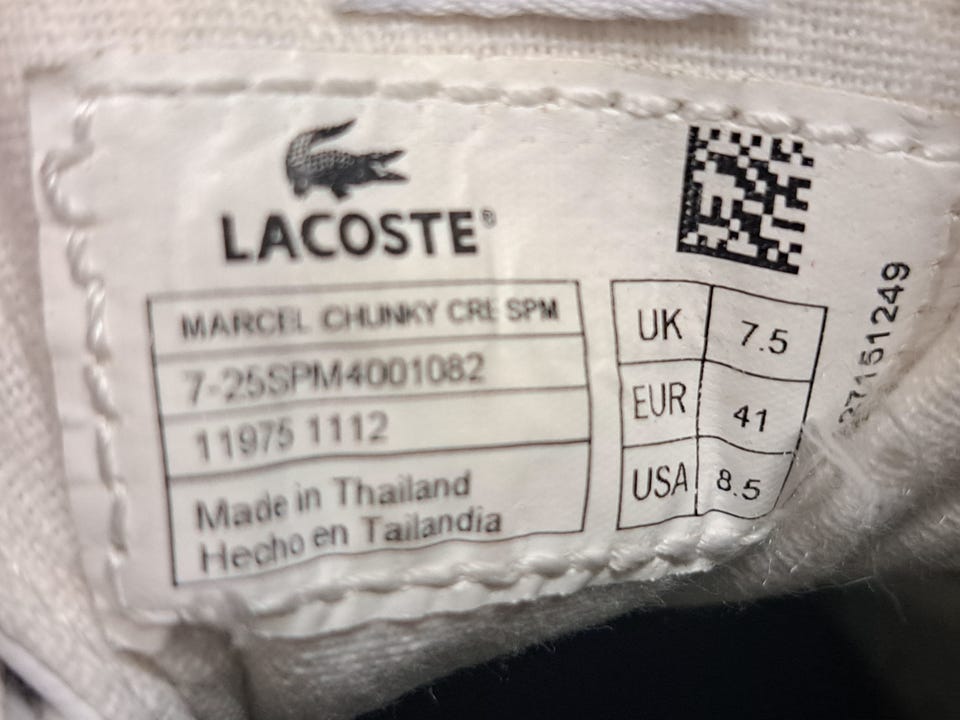 LACOSTE®
MARCEL CHUNKY CRE SPM
7-25SPM4001082
11975 1112
Made in Thailand
Hecho en Tailandia
UK 7.5
EUR 41
USA 8.5
27151249